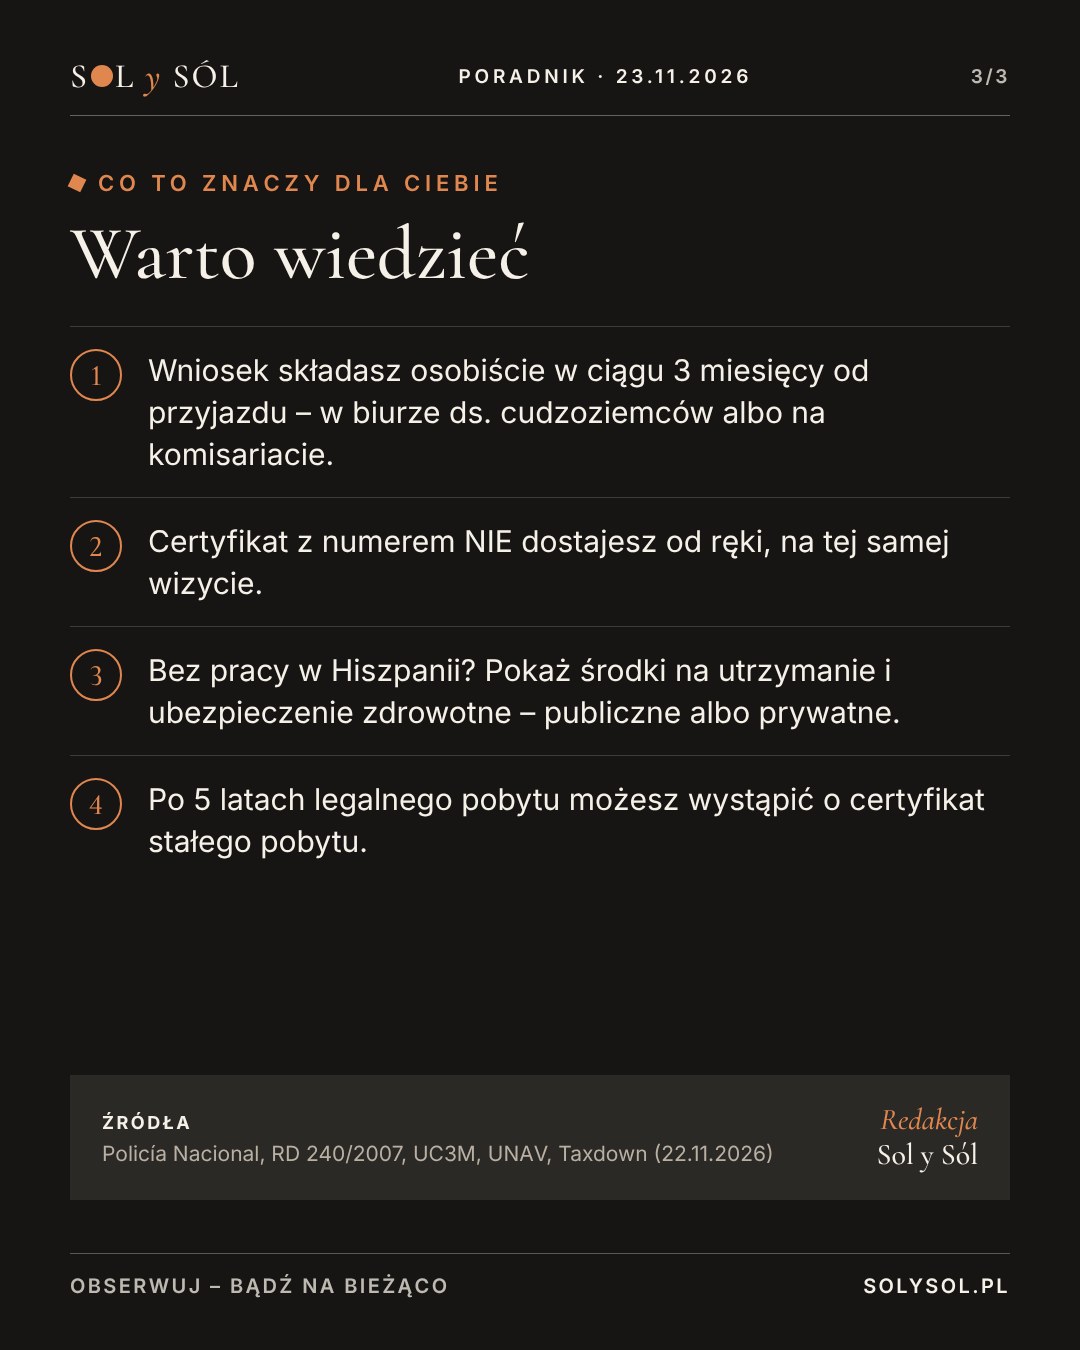 SOL y SÓL
PORADNIK · 23.11.2026
3/3
CO TO ZNACZY DLA CIEBIE
Warto wiedzieć
1
Wniosek składasz osobiście w ciągu 3 miesięcy od
przyjazdu – w biurze ds. cudzoziemców albo na
komisariacie.
2
Certyfikat z numerem NIE dostajesz od ręki, na tej samej
wizycie.
3
Bez pracy w Hiszpanii? Pokaż środki na utrzymanie i
ubezpieczenie zdrowotne – publiczne albo prywatne.
4
Po 5 latach legalnego pobytu możesz wystąpić o certyfikat
stałego pobytu.
ŹRÓDŁA
Policía Nacional, RD 240/2007, UC3M, UNAV, Taxdown (22.11.2026)
Redakcja
Sol y Sól
OBSERWUJ – BĄDŹ NA BIEŻĄCO
SOLYSOL.PL